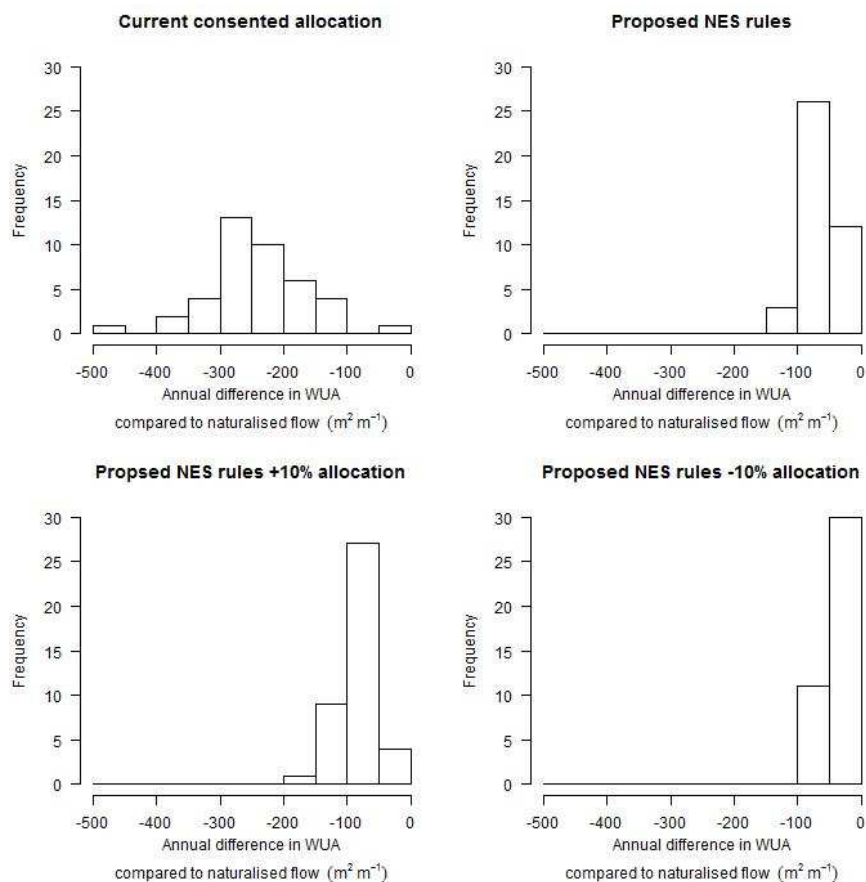 Current consented allocation
30
25
20
15
10
5
0
Frequency
-500 -400 -300 -200 -100 0
Annual difference in WUA
compared to naturalised flow (m² m⁻¹)
Proposed NES rules
30
25
20
15
10
5
0
Frequency
-500 -400 -300 -200 -100 0
Annual difference in WUA
compared to naturalised flow (m² m⁻¹)
Propsed NES rules +10% allocation
30
25
20
15
10
5
0
Frequency
-500 -400 -300 -200 -100 0
Annual difference in WUA
compared to naturalised flow (m² m⁻¹)
Proposed NES rules -10% allocation
30
25
20
15
10
5
0
Frequency
-500 -400 -300 -200 -100 0
Annual difference in WUA
compared to naturalised flow (m² m⁻¹)